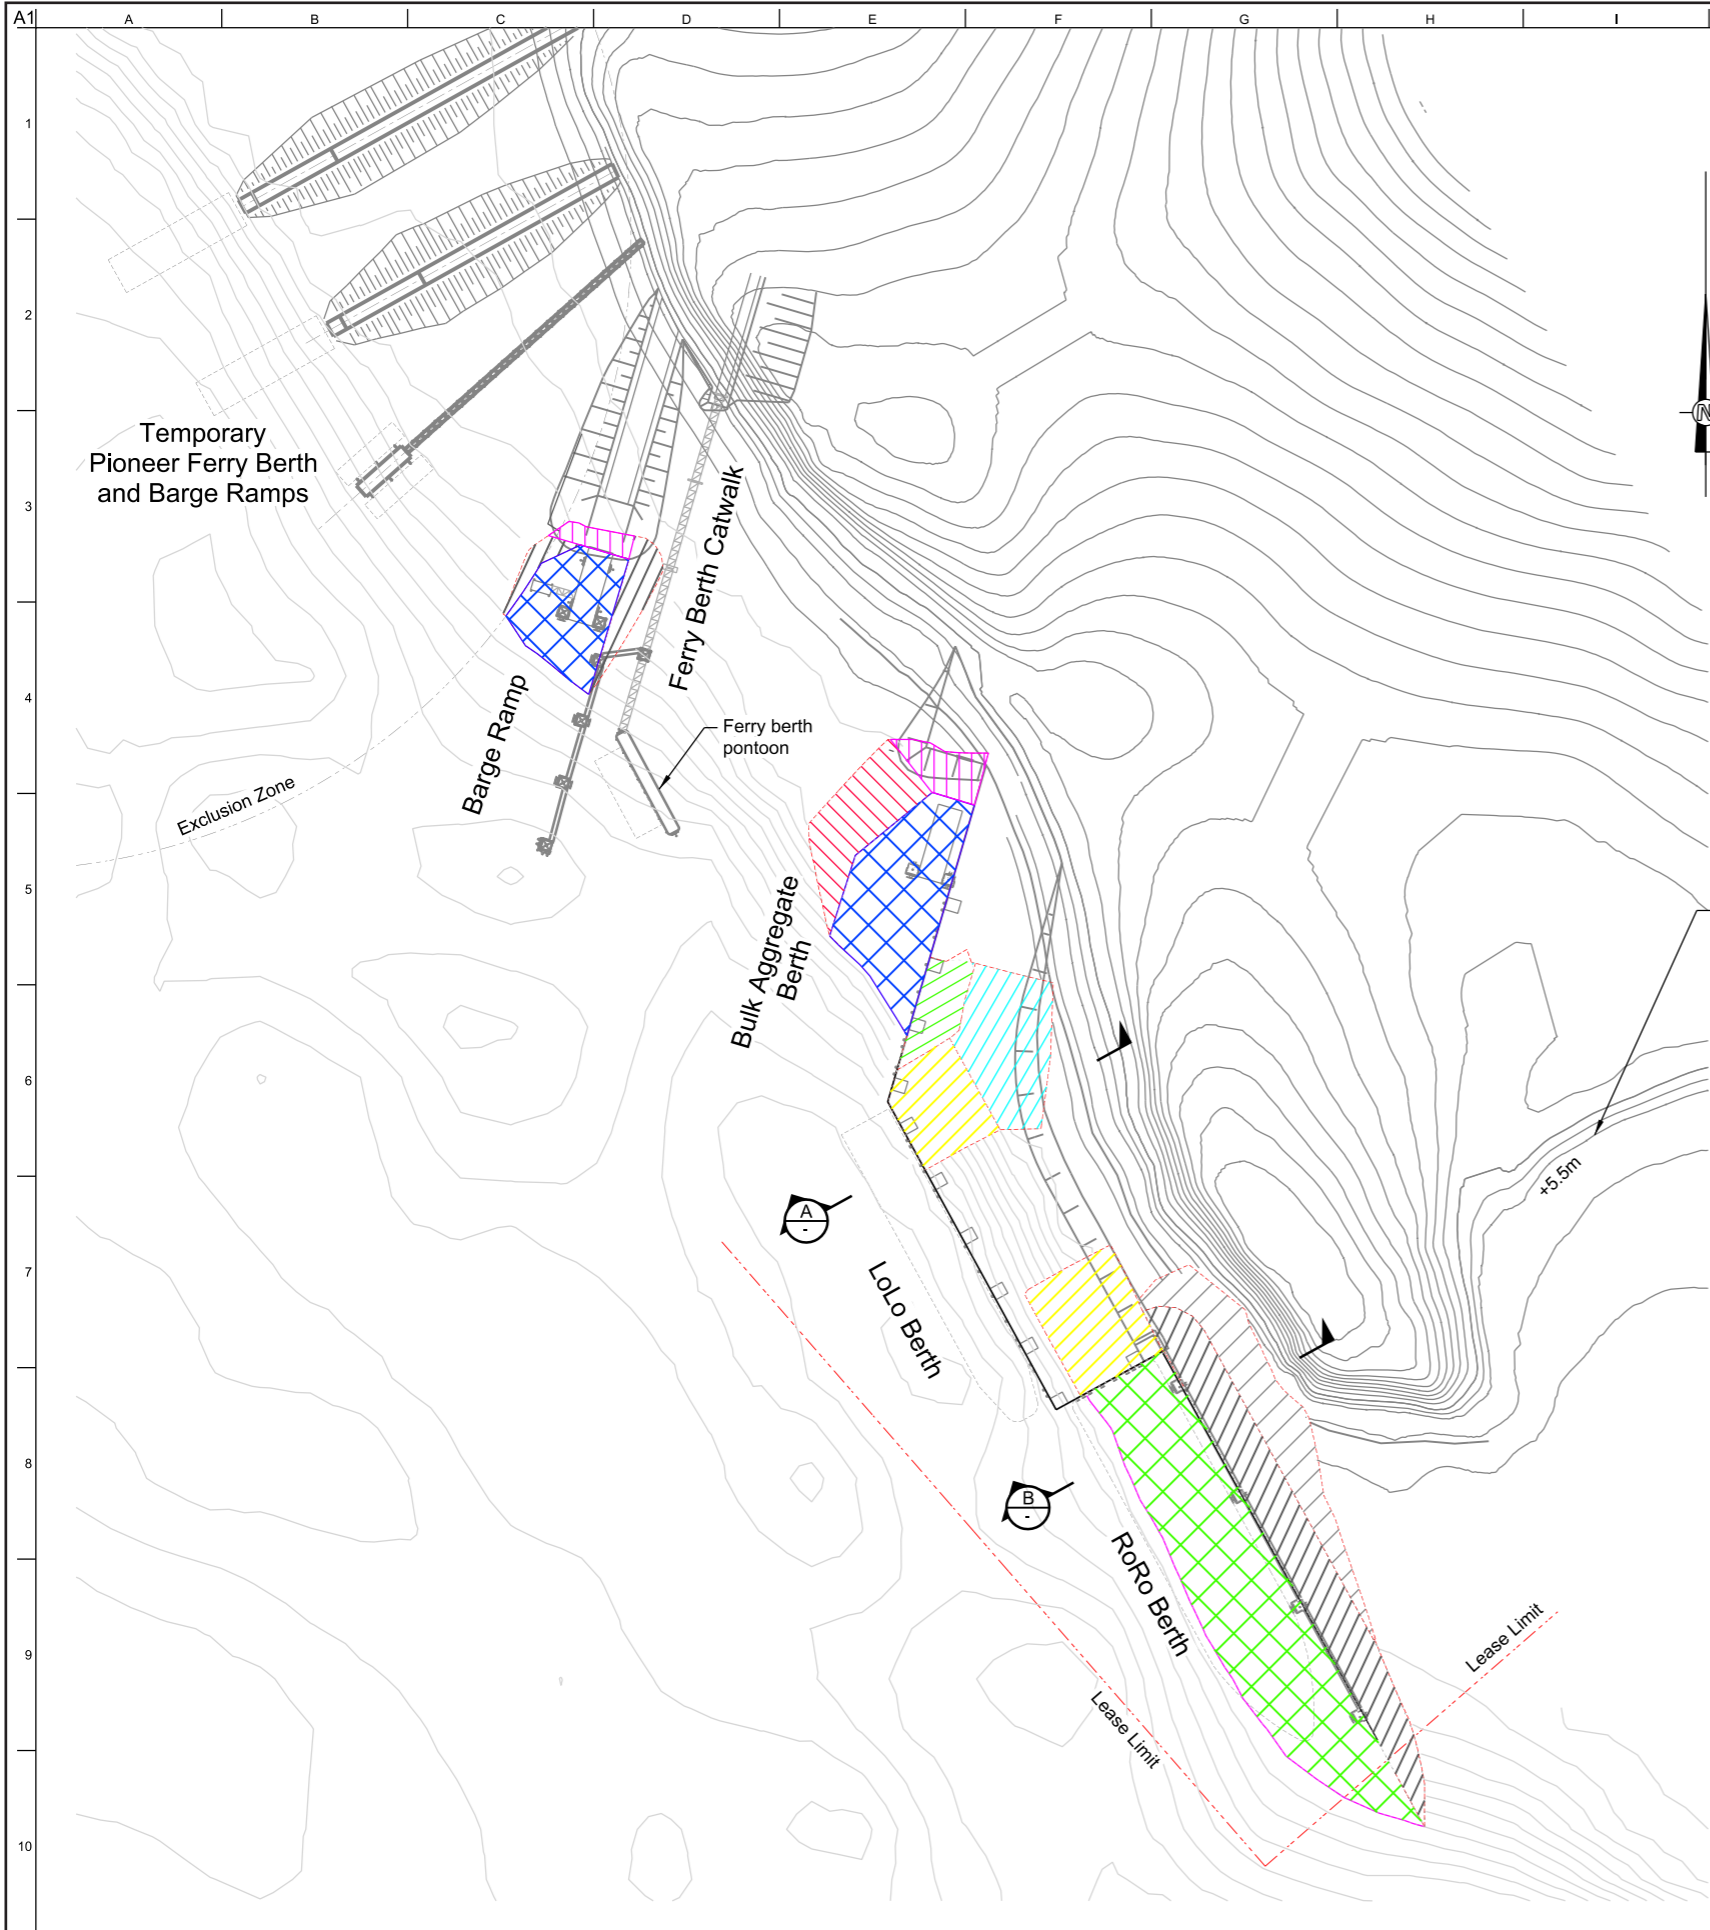 A1
A
B
C
D
E
F
G
H
I
1
2
3
4
5
6
7
8
9
10
N
Temporary
Pioneer Ferry Berth
and Barge Ramps
Ferry Berth Catwalk
Barge Ramp
Ferry berth
pontoon
Exclusion Zone
Bulk Aggregate
Berth
+5.5m
A
-
LoLo Berth
B
-
RoRo Berth
Lease Limit
Lease Limit